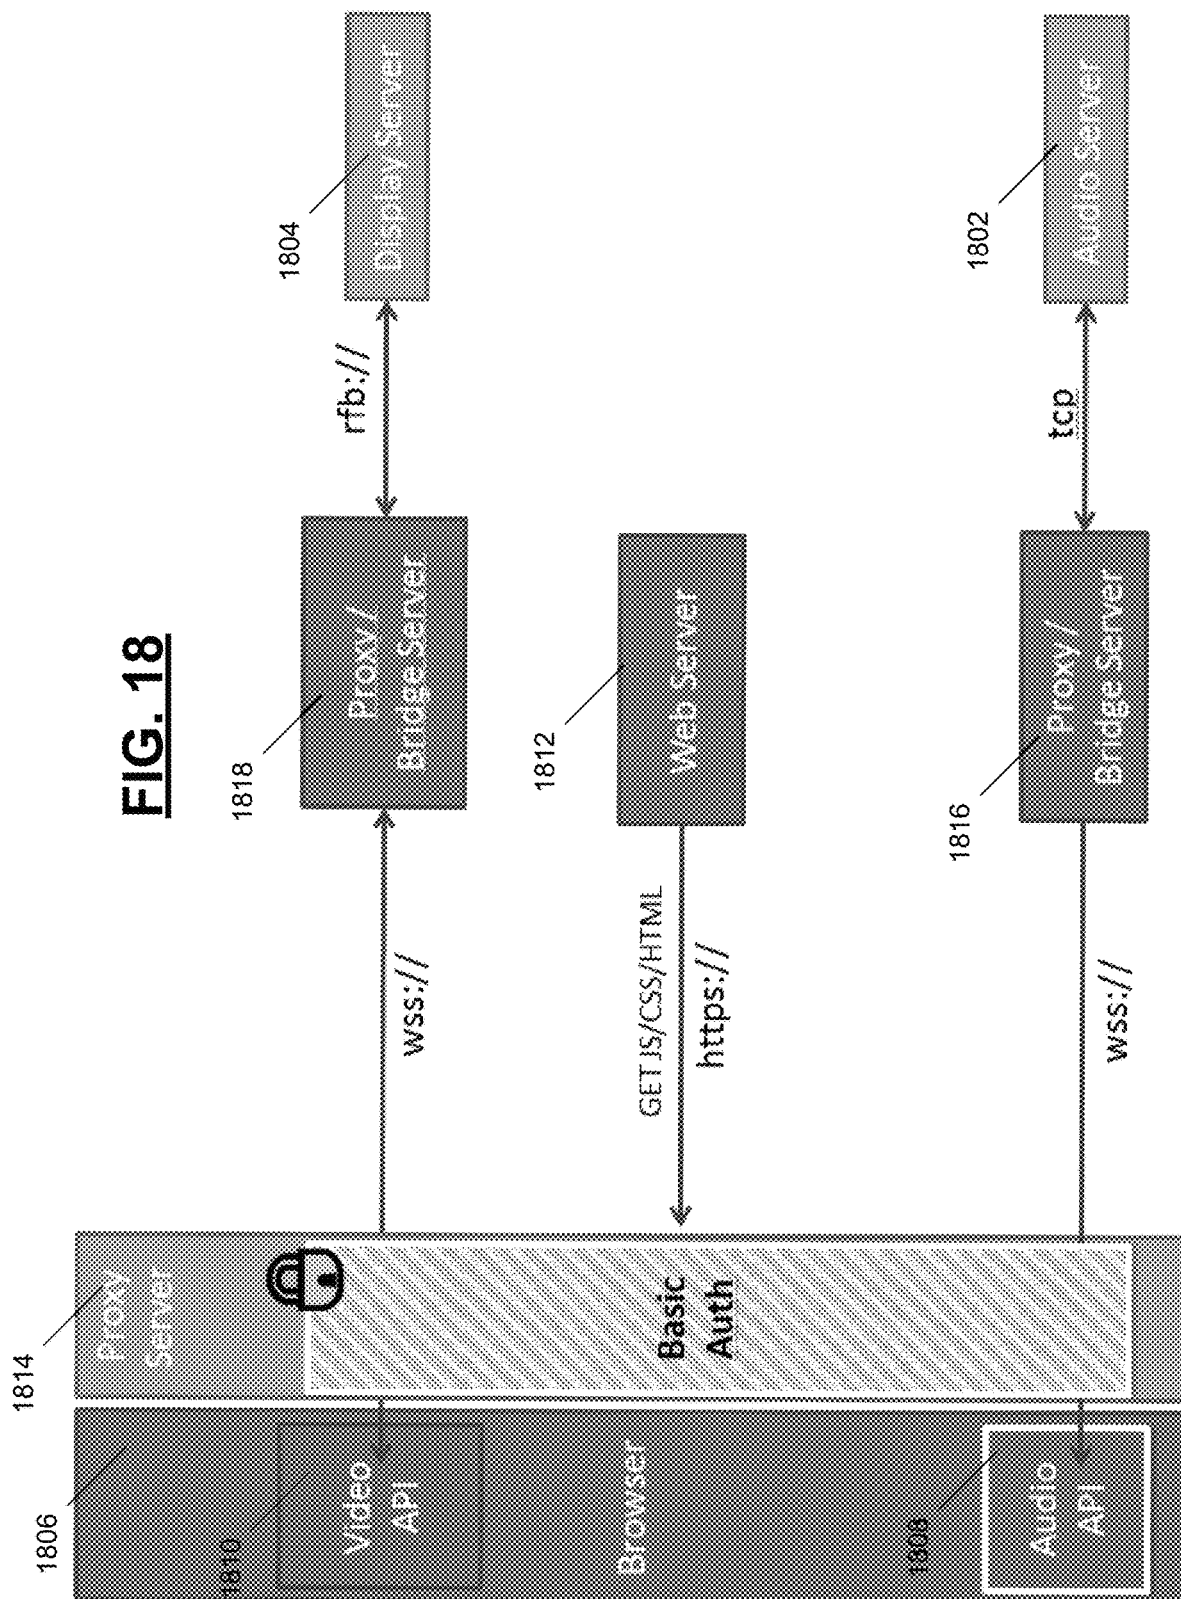 FIG. 18
1806
1814
Proxy
Server
1810
Video
API
Browser
1808
Audio
API
Basic
Auth
wss://
GET JS/CSS/HTML
https://
wss://
1818
Proxy/
Bridge Server
1812
Web Server
1816
Proxy/
Bridge Server
rfb://
tcp
1804
Display Server
1802
Audio Server